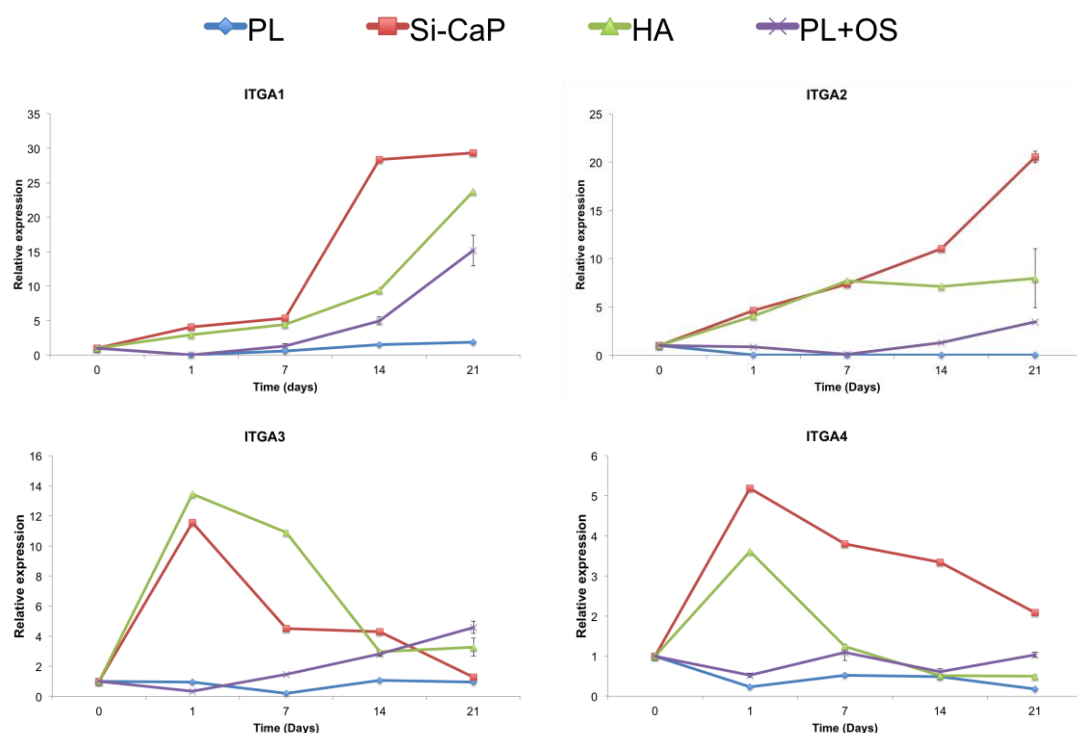 PL Si-CaP HA PL+OS
ITGA1
Relative expression
35
30
25
20
15
10
5
0
0 1 7 14 21
Time (days)
ITGA2
Relative expression
25
20
15
10
5
0
0 1 7 14 21
Time (Days)
ITGA3
Relative expression
16
14
12
10
8
6
4
2
0
0 1 7 14 21
Time (Days)
ITGA4
Relative expression
6
5
4
3
2
1
0
0 1 7 14 21
Time (Days)